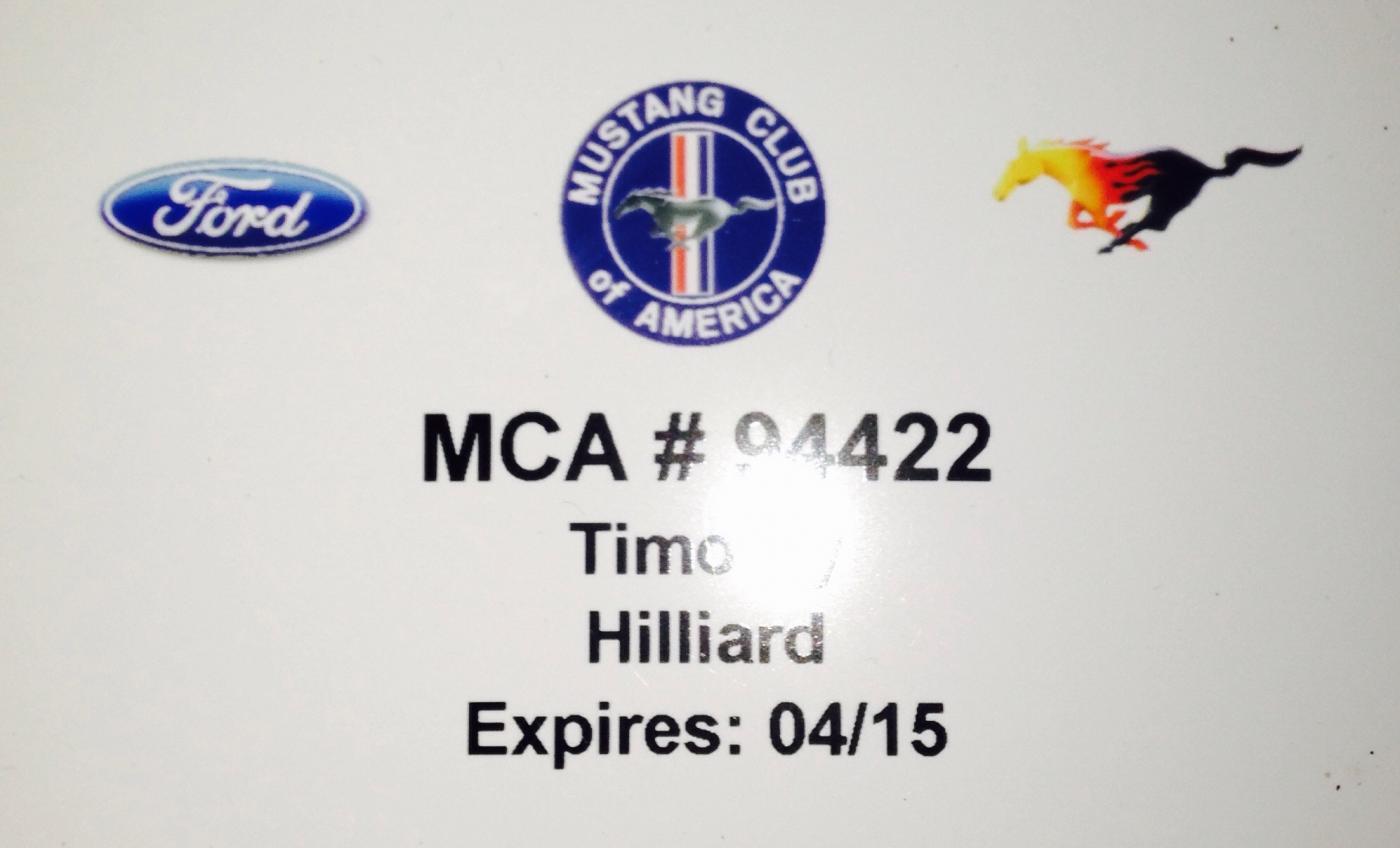 Ford
MUSTANG CLUB
of AMERICA
MCA # 94422
Hilliard
Expires: 04/15